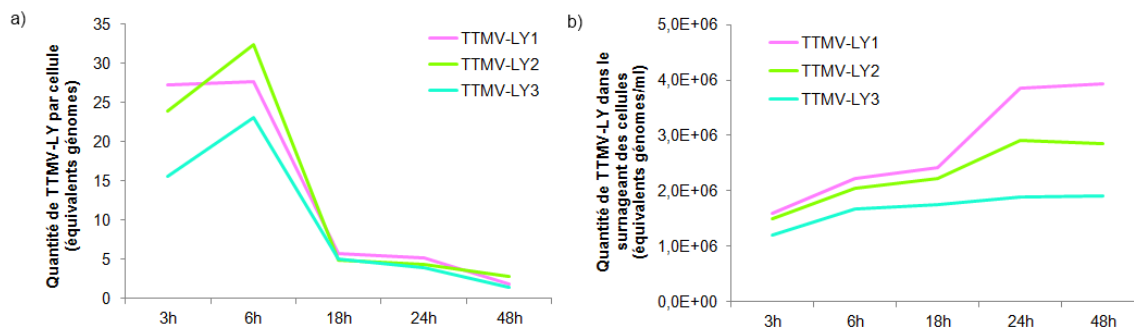 a)
Quantité de TTMV-LY par cellule
(équivalents génomes)
35
30
25
20
15
10
5
0
3h 6h 18h 24h 48h
TTMV-LY1
TTMV-LY2
TTMV-LY3
b)
Quantité de TTMV-LY dans le
surnageant des cellules
(équivalents génomes/ml)
5,0E+06
4,0E+06
3,0E+06
2,0E+06
1,0E+06
0,0E+00
3h 6h 18h 24h 48h
TTMV-LY1
TTMV-LY2
TTMV-LY3